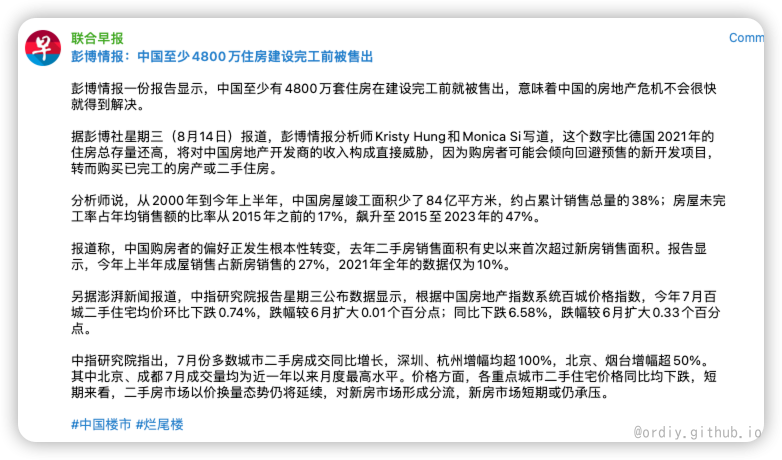 联合早报
Comm
彭博情报：中国至少4800万住房建设完工前被售出
彭博情报一份报告显示，中国至少有4800万套住房在建设完工前就被售出，意味着中国的房地产危机不会很快
就得到解决。
据彭博社星期三（8月14日）报道，彭博情报分析师Kristy Hung和Monica Si写道，这个数字比德国2021年的
住房总存量还高，将对中国房地产开发商的收入构成直接威胁，因为购房者可能会倾向回避预售的新开发项目，
转而购买已完工的房产或二手住房。
分析师说，从2000年到今年上半年，中国房屋竣工面积少了84亿平方米，约占累计销售总量的38%；房屋未完
工率占年均销售额的比率从2015年之前的17%，飙升至2015至2023年的47%。
报道称，中国购房者的偏好正发生根本性转变，去年二手房销售面积有史以来首次超过新房销售面积。报告显
示，今年上半年成屋销售占新房销售的27%，2021年全年的数据仅为10%。
另据澎湃新闻报道，中指研究院报告星期三公布数据显示，根据中国房地产指数系统百城价格指数，今年7月百
城二手住宅均价环比下跌0.74%，跌幅较6月扩大0.01个百分点；同比下跌6.58%，跌幅较6月扩大0.33个百分
点。
中指研究院指出，7月份多数城市二手房成交同比增长，深圳、杭州增幅均超100%，北京、烟台增幅超50%。
其中北京、成都7月成交量均为近一年以来月度最高水平。价格方面，各重点城市二手住宅价格同比均下跌，短
期来看，二手房市场以价换量态势仍将延续，对新房市场形成分流，新房市场短期或仍承压。
#中国楼市 #烂尾楼
@ordiy.github.io